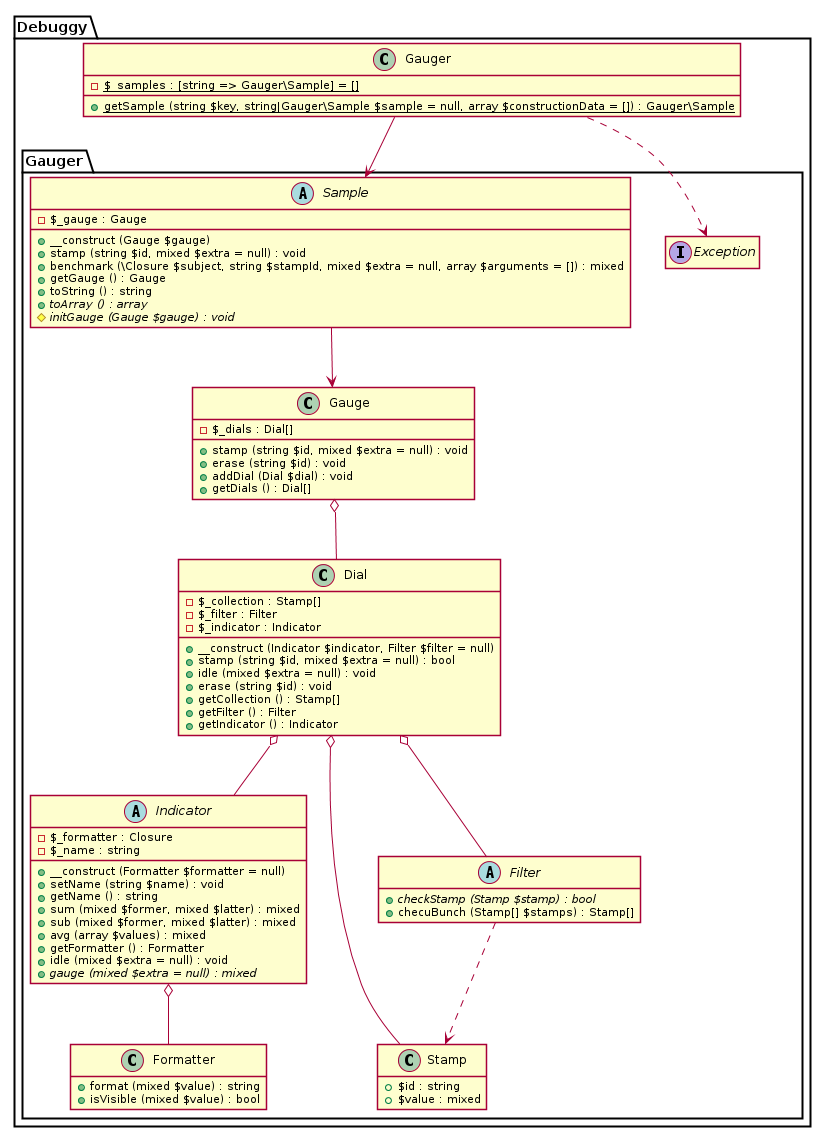 Debuggy
C Gauger
$_samples : [string => Gauger\Sample] = []
getSample (string $key, string|Gauger\Sample $sample = null, array $constructionData = []) : Gauger\Sample
Gauger
A Sample
$_gauge : Gauge
__construct (Gauge $gauge)
stamp (string $id, mixed $extra = null) : void
benchmark (\Closure $subject, string $stampId, mixed $extra = null, array $arguments = []) : mixed
getGauge () : Gauge
toString () : string
toArray () : array
initGauge (Gauge $gauge) : void
I Exception
C Gauge
$_dials : Dial[]
stamp (string $id, mixed $extra = null) : void
erase (string $id) : void
addDial (Dial $dial) : void
getDials () : Dial[]
C Dial
$_collection : Stamp[]
$_filter : Filter
$_indicator : Indicator
__construct (Indicator $indicator, Filter $filter = null)
stamp (string $id, mixed $extra = null) : bool
idle (mixed $extra = null) : void
erase (string $id) : void
getCollection () : Stamp[]
getFilter () : Filter
getIndicator () : Indicator
A Indicator
$_formatter : Closure
$_name : string
__construct (Formatter $formatter = null)
setName (string $name) : void
getName () : string
sum (mixed $former, mixed $latter) : mixed
sub (mixed $former, mixed $latter) : mixed
avg (array $values) : mixed
getFormatter () : Formatter
idle (mixed $extra = null) : void
gauge (mixed $extra = null) : mixed
A Filter
checkStamp (Stamp $stamp) : bool
checuBunch (Stamp[] $stamps) : Stamp[]
C Formatter
format (mixed $value) : string
isVisible (mixed $value) : bool
C Stamp
$id : string
$value : mixed